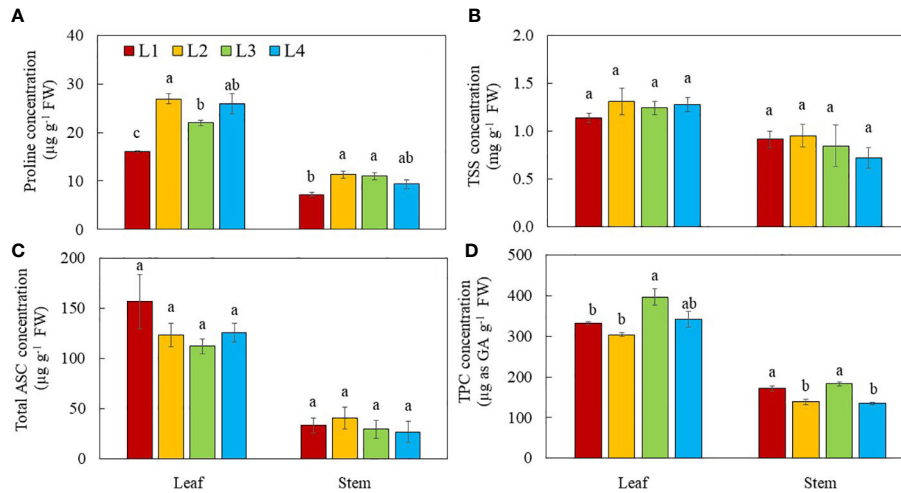 A
Proline concentration
(µg g-1 FW)
40
30
20
10
0
L1 L2 L3 L4
c a b ab
b a a ab
B
TSS concentration
(mg g-1 FW)
2.0
1.5
1.0
0.5
0.0
a a a a
a a a a
C
Total ASC concentration
(µg g-1 FW)
200
150
100
50
0
a a a a
a a a a
Leaf Stem
D
TPC concentration
(µg as GA g-1 FW)
500
400
300
200
100
0
b b a ab
a b a b
Leaf Stem